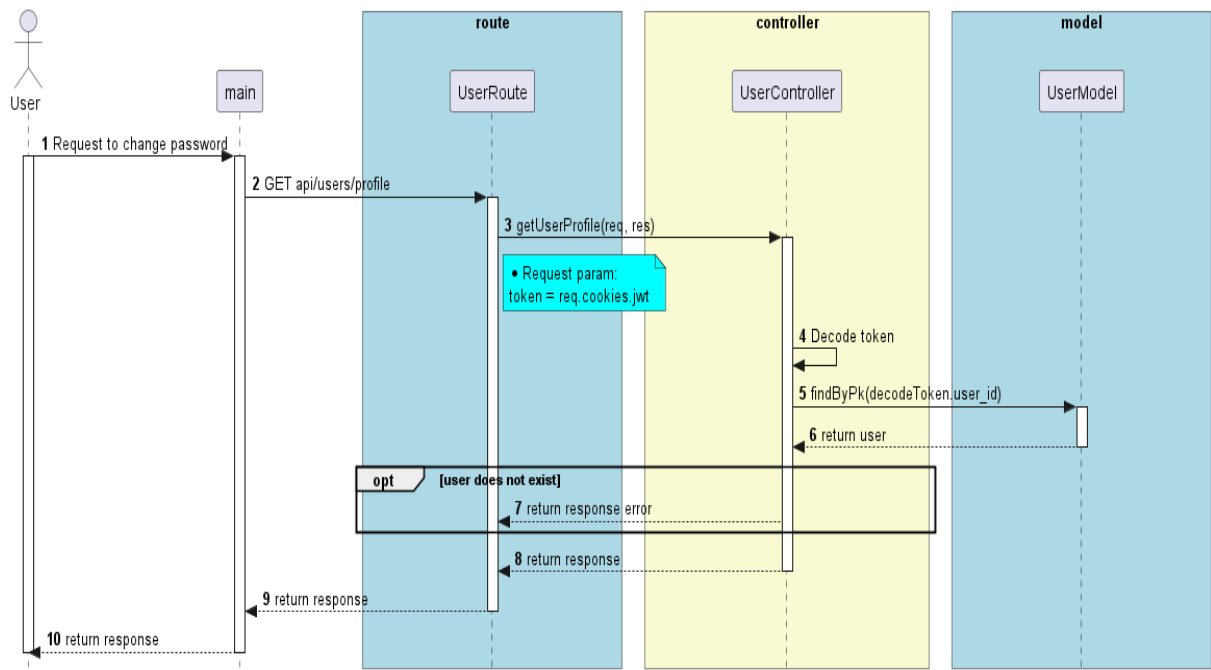 route
controller
model
User
main
UserRoute
UserController
UserModel
1 Request to change password
2 GET api/users/profile
3 getUserProfile(req, res)
• Request param:
token = req.cookies.jwt
4 Decode token
5 findByPk(decodeToken.user_id)
6 return user
opt [user does not exist]
7 return response error
8 return response
9 return response
10 return response